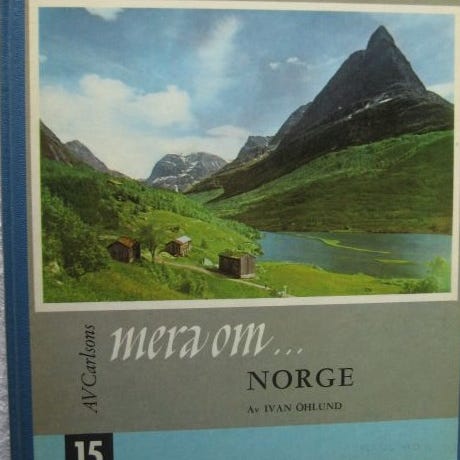 AV Carlsons
mera om...
NORGE
Av IVAN ÖHLUND
15